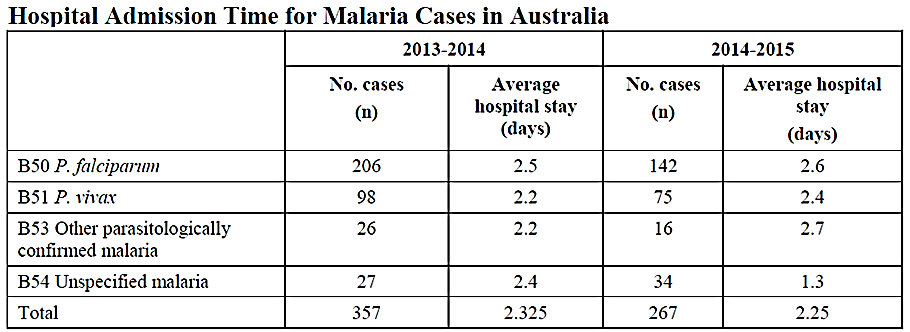 Hospital Admission Time for Malaria Cases in Australia
2013-2014 2014-2015
No. cases (n) Average hospital stay (days) No. cases (n) Average hospital stay (days)
B50 P. falciparum 206 2.5 142 2.6
B51 P. vivax 98 2.2 75 2.4
B53 Other parasitologically confirmed malaria 26 2.2 16 2.7
B54 Unspecified malaria 27 2.4 34 1.3
Total 357 2.325 267 2.25